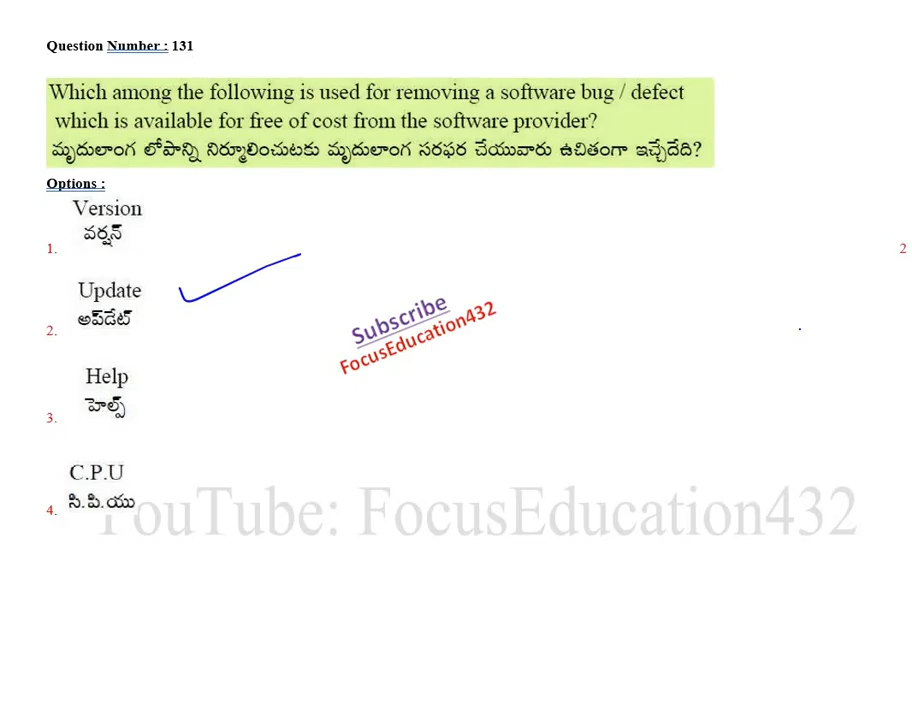 Question Number : 131
Which among the following is used for removing a software bug / defect
which is available for free of cost from the software provider?
మృదులాంగ లోపాన్ని నిర్మూలించుటకు మృదులాంగ సరఫర చేయువారు ఉచితంగా ఇచ్చేదేది?
Options :
Version
వర్షన్
1.
2
Update
అప్‌డేట్
2.
Subscribe
FocusEducation432
Help
హెల్ప్
3.
C.P.U
సి.పి.యు
4.
YouTube: FocusEducation432